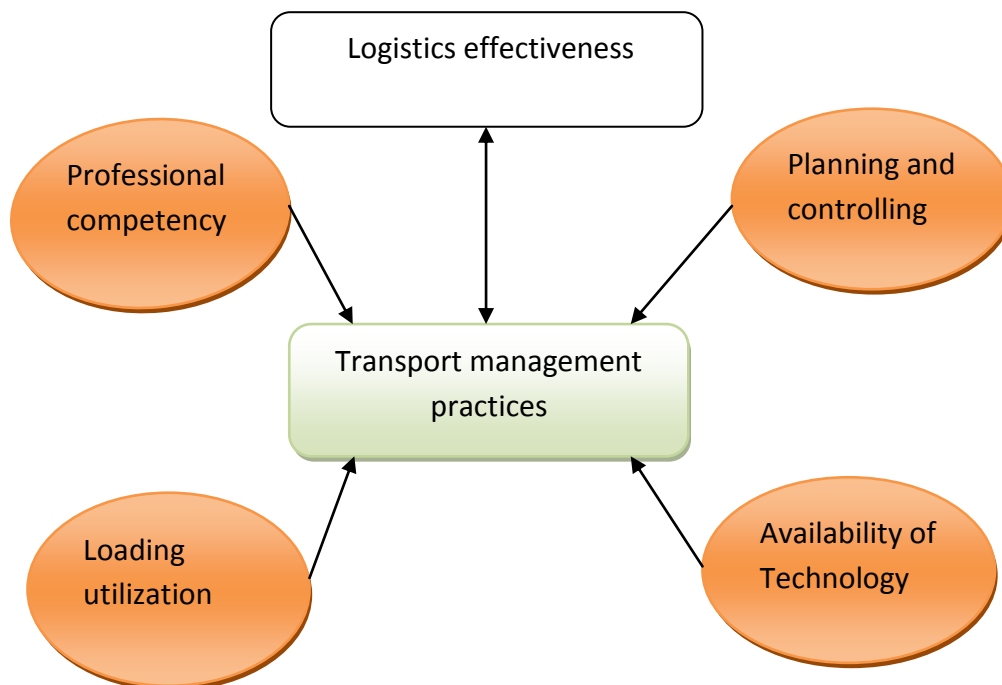 Logistics effectiveness
Professional
competency
Planning and
controlling
Transport management
practices
Loading
utilization
Availability of
Technology